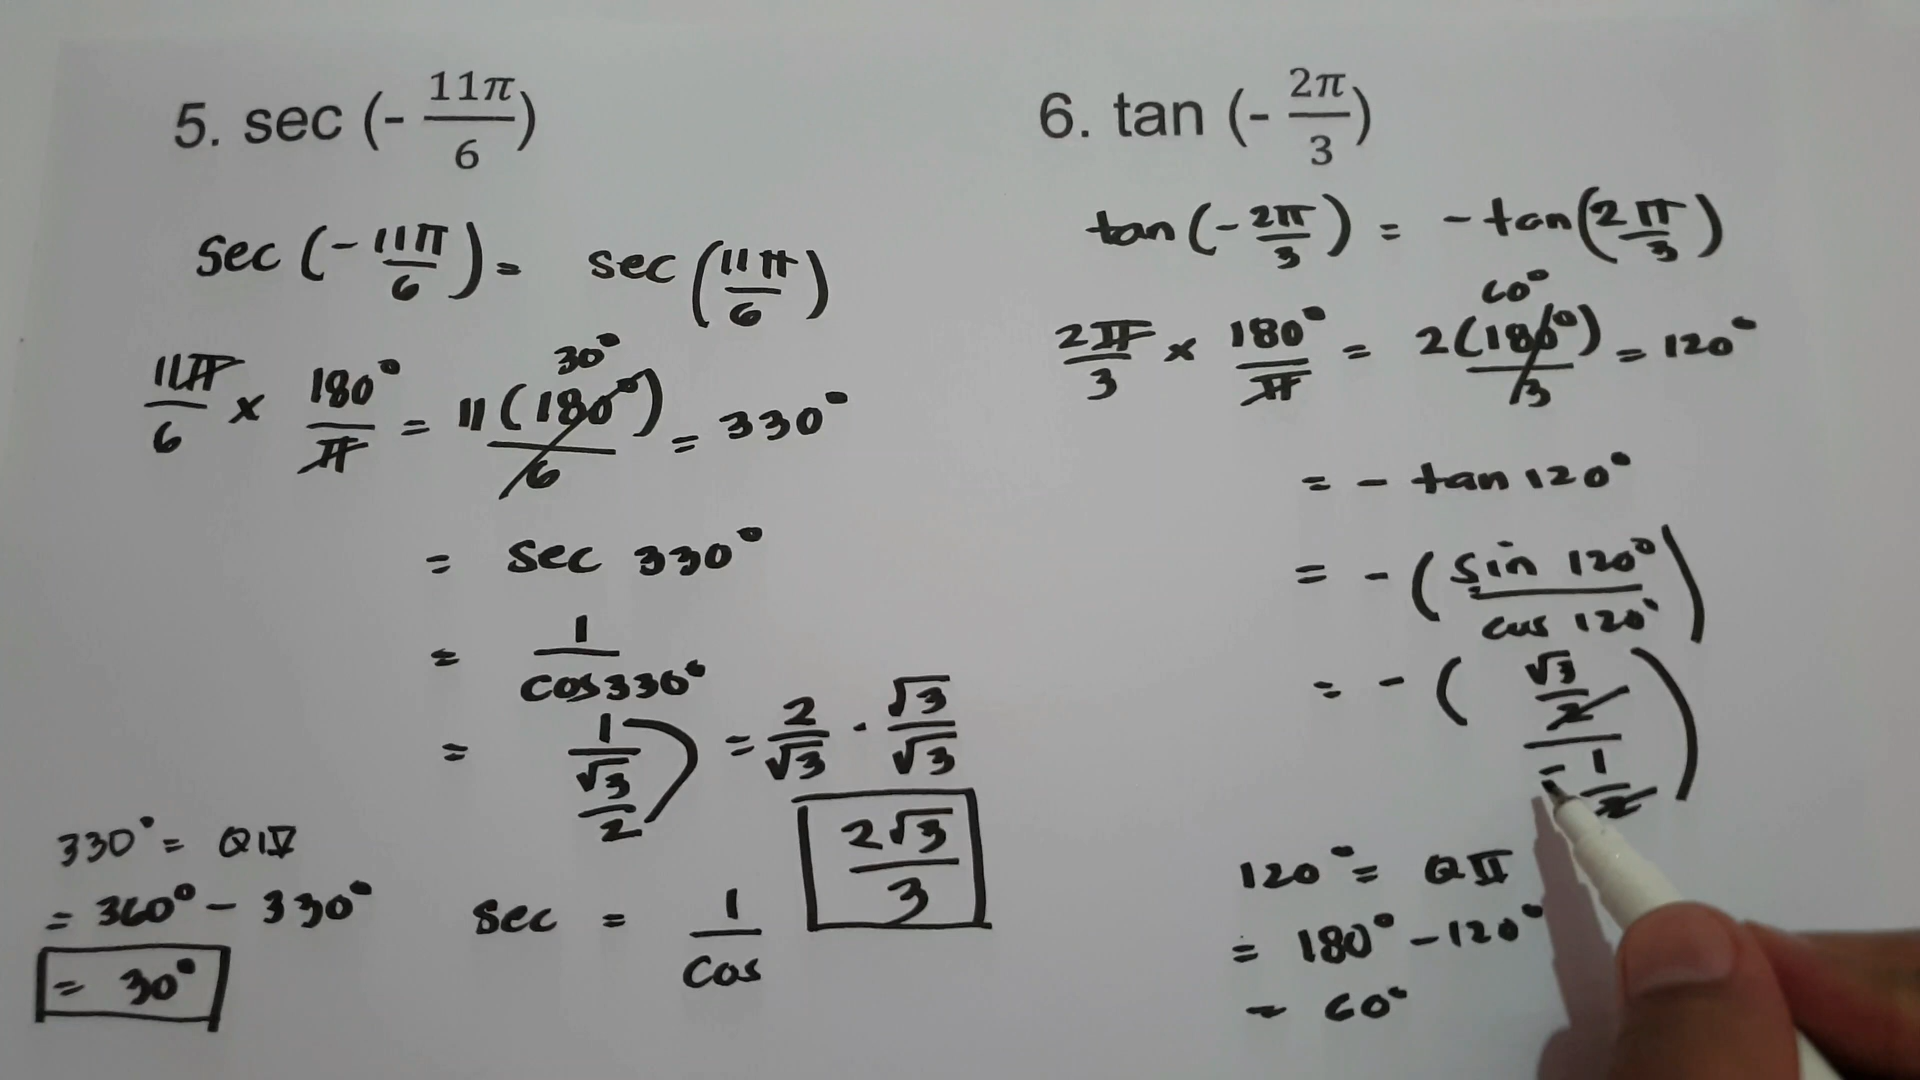 5. sec (- 11π/6)
sec (- 11π/6) = sec (11π/6)
11π/6 × 180°/π = 11(180°)/6 = 330°
30°
= sec 330°
= 1/cos330°
= 1/(√3/2) = 2/√3 · √3/√3
2√3/3
330° = QIV
= 360° - 330°
= 30°
sec = 1/cos
6. tan (- 2π/3)
tan (- 2π/3) = - tan (2π/3)
60°
2π/3 × 180°/π = 2(180°)/3 = 120°
= - tan 120°
= - (sin 120°/cos 120°)
= - ((√3/2)/(- 1/2))
120° = QII
= 180° - 120°
= 60°